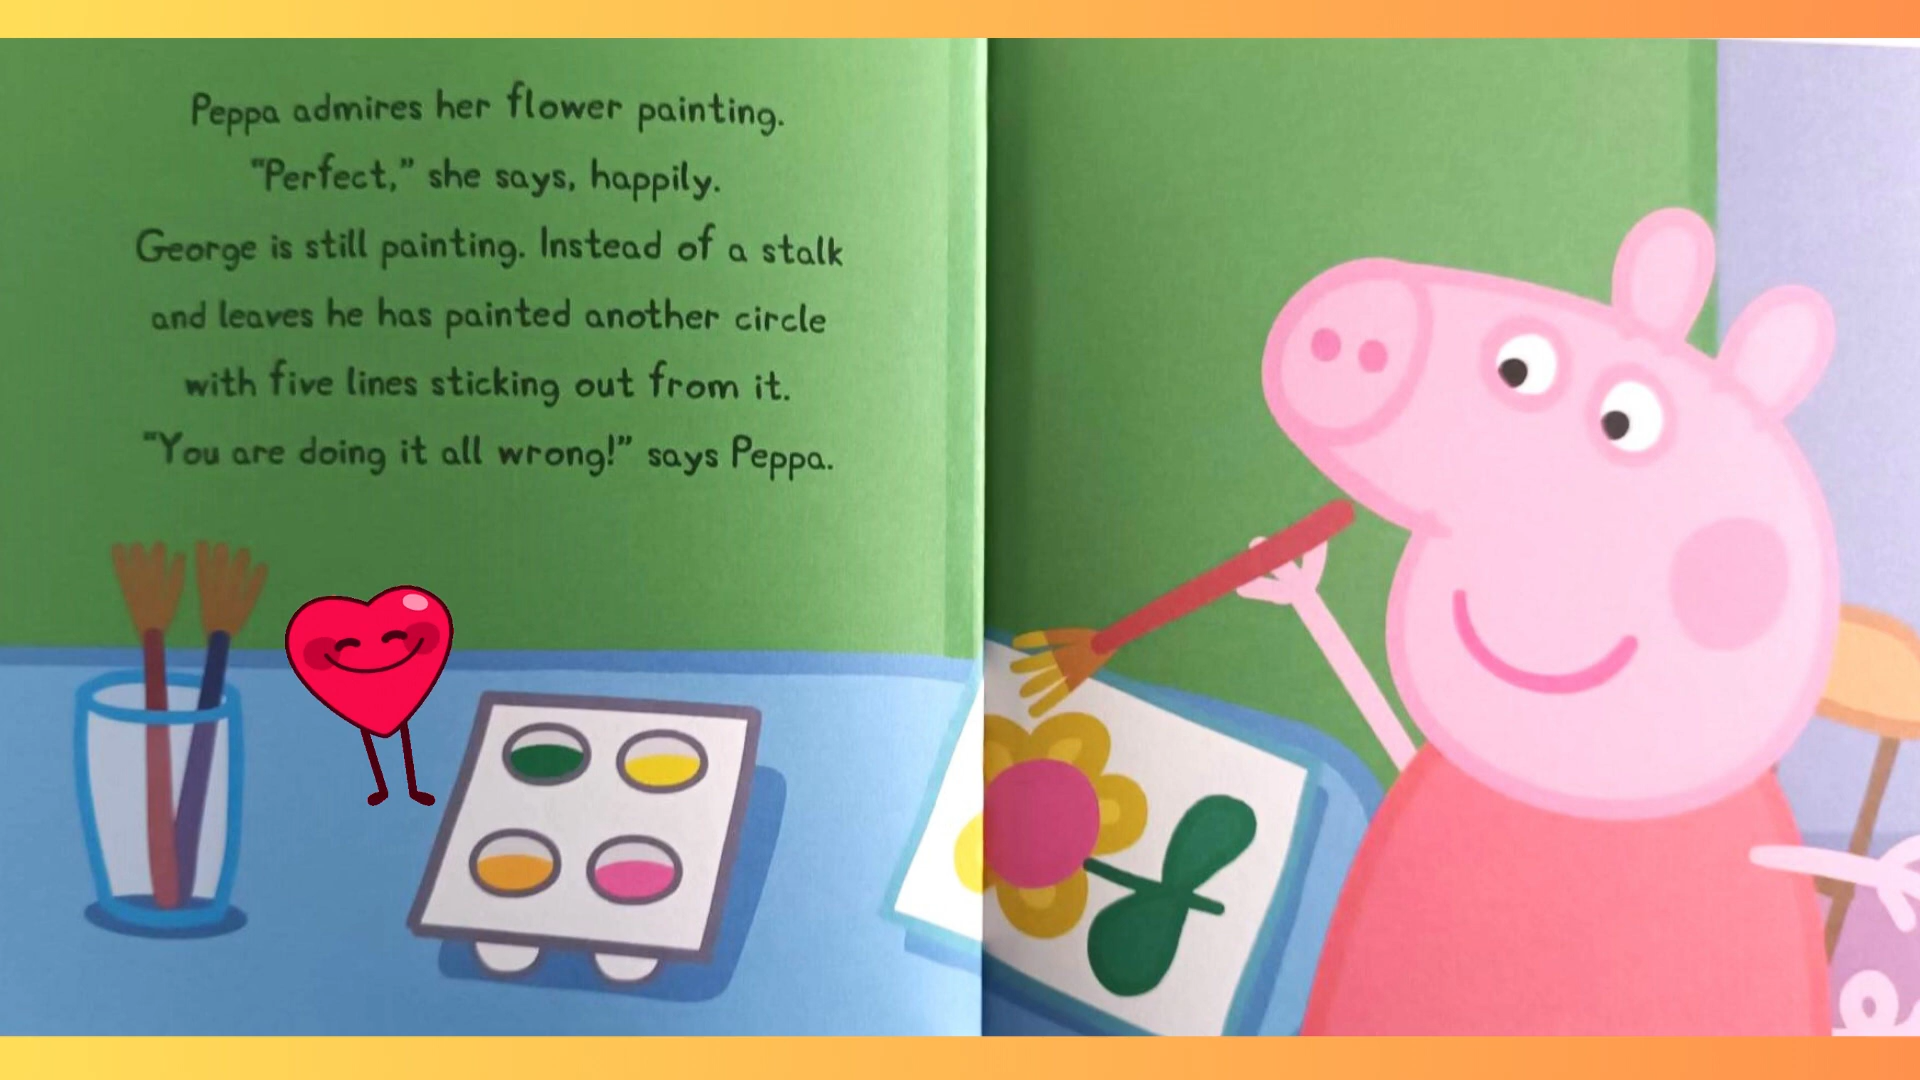 Peppa admires her flower painting.
“Perfect,” she says, happily.
George is still painting. Instead of a stalk
and leaves he has painted another circle
with five lines sticking out from it.
“You are doing it all wrong!” says Peppa.